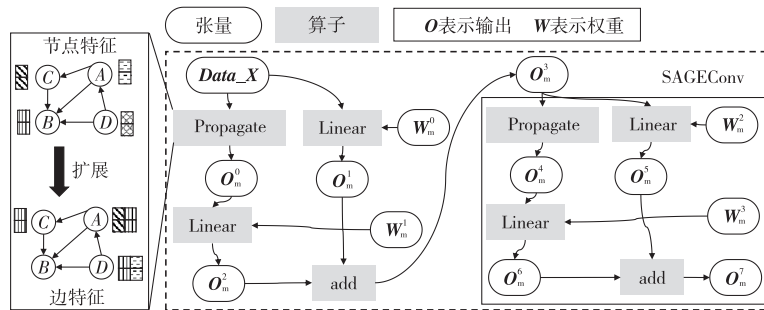 张量
算子
O表示输出 W表示权重
节点特征
C
A
B
D
扩展
C
A
B
D
边特征
Data_X
Propagate
Linear
W_m^0
O_m^0
O_m^1
Linear
W_m^1
O_m^2
add
O_m^3
SAGEConv
Propagate
Linear
W_m^2
O_m^4
O_m^5
Linear
W_m^3
O_m^6
add
O_m^7